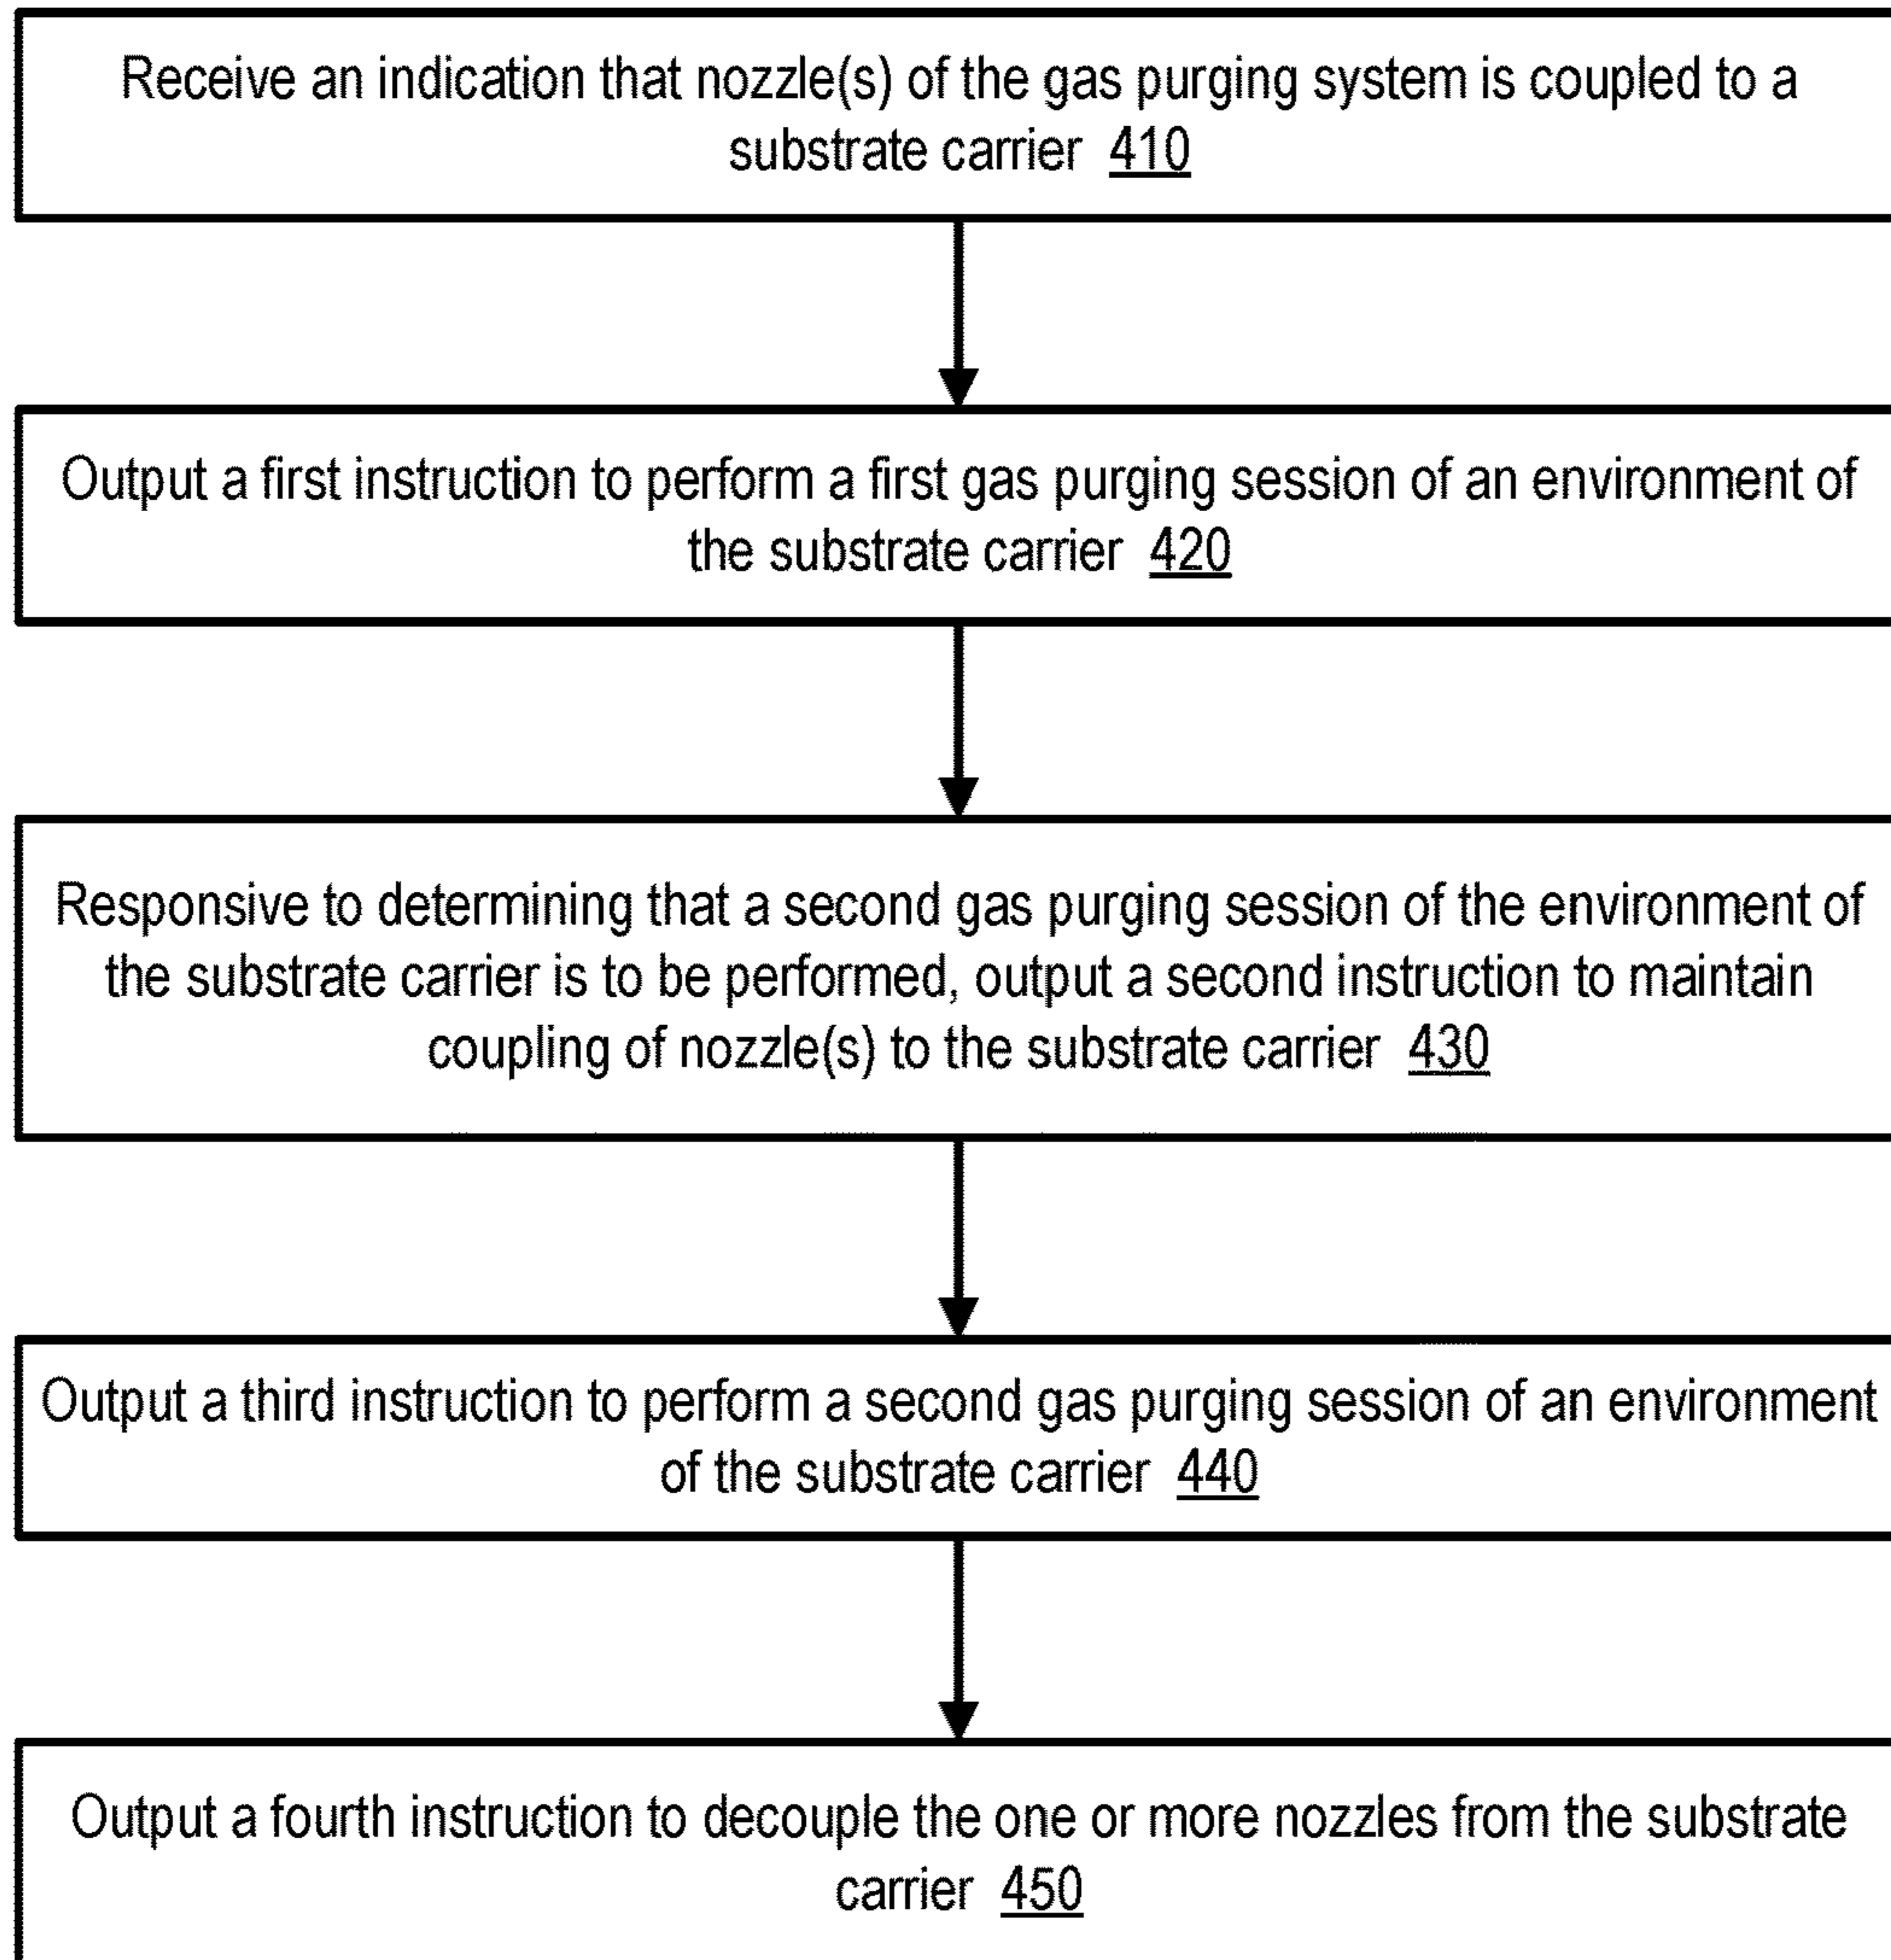 Receive an indication that nozzle(s) of the gas purging system is coupled to a
substrate carrier 410
Output a first instruction to perform a first gas purging session of an environment of
the substrate carrier 420
Responsive to determining that a second gas purging session of the environment of
the substrate carrier is to be performed, output a second instruction to maintain
coupling of nozzle(s) to the substrate carrier 430
Output a third instruction to perform a second gas purging session of an environment
of the substrate carrier 440
Output a fourth instruction to decouple the one or more nozzles from the substrate
carrier 450